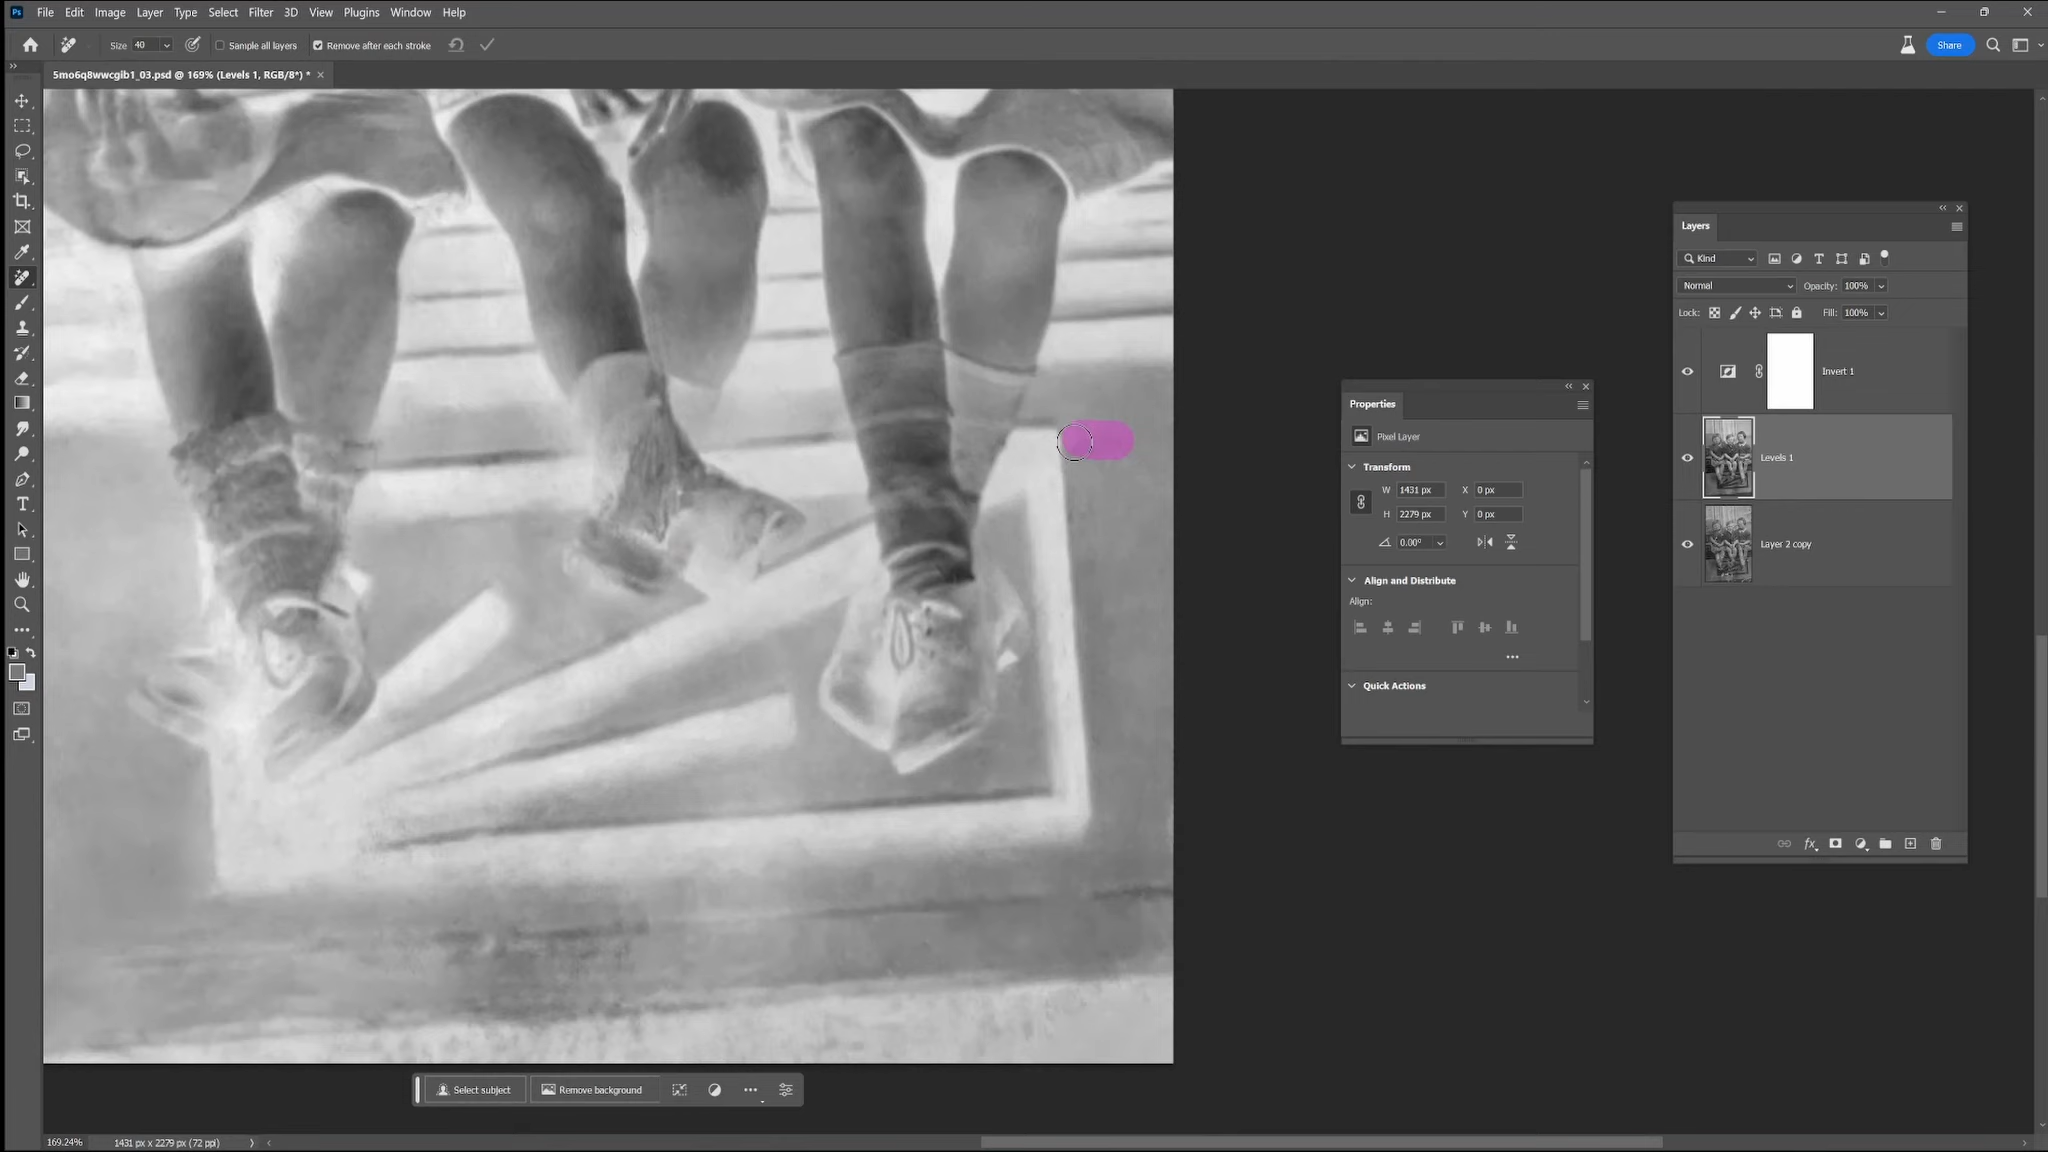 Ps File Edit Image Layer Type Select Filter 3D View Plugins Window Help
Size 40 Sample all layers Remove after each stroke Share
5mo6q8wwcgib1_03.psd @ 169% (Levels 1, RGB/8*) *
Layers
Kind
Normal Opacity: 100%
Lock: Fill: 100%
Invert 1
Levels 1
Layer 2 copy
fx
Properties
Pixel Layer
Transform
W 1431 px X 0 px
H 2279 px Y 0 px
0.00°
Align and Distribute
Align:
Quick Actions
Select subject Remove background
169.24% 1431 px x 2279 px (72 ppi)